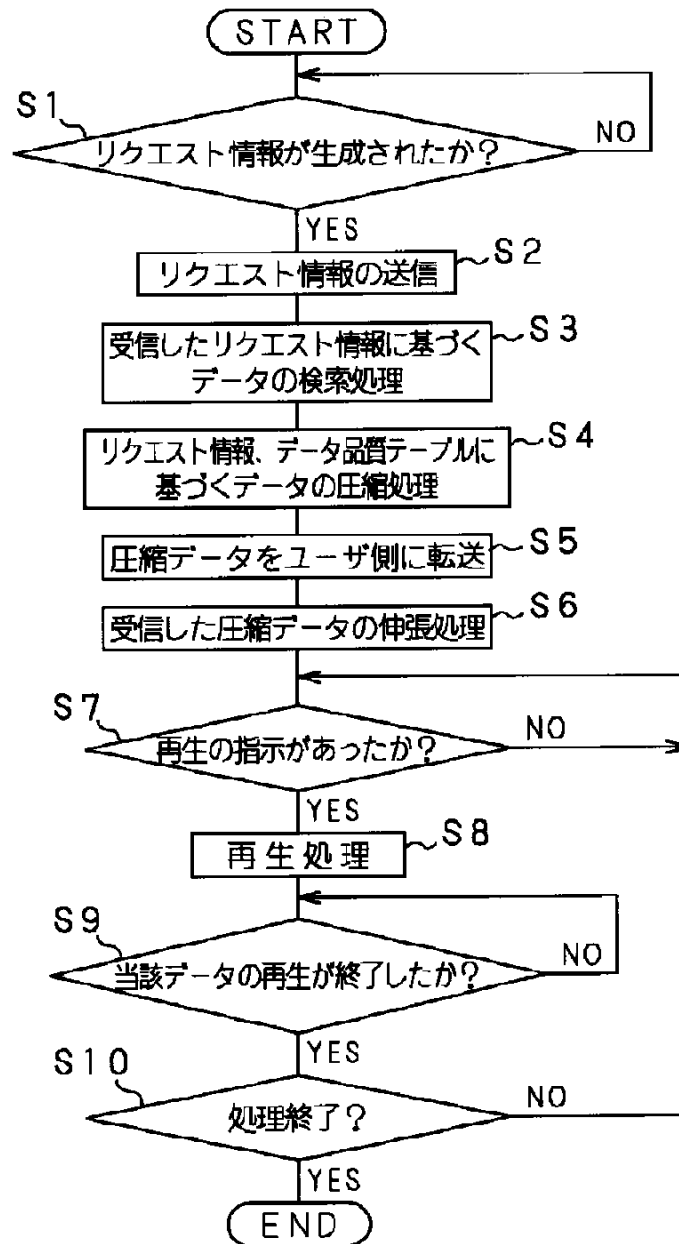 START
S1
リクエスト情報が生成されたか?
NO
YES
リクエスト情報の送信
S2
受信したリクエスト情報に基づく
データの検索処理
S3
リクエスト情報、データ品質テーブルに
基づくデータの圧縮処理
S4
圧縮データをユーザ側に転送
S5
受信した圧縮データの伸張処理
S6
S7
再生の指示があったか?
NO
YES
再生処理
S8
S9
当該データの再生が終了したか?
NO
YES
S10
処理終了?
NO
YES
END